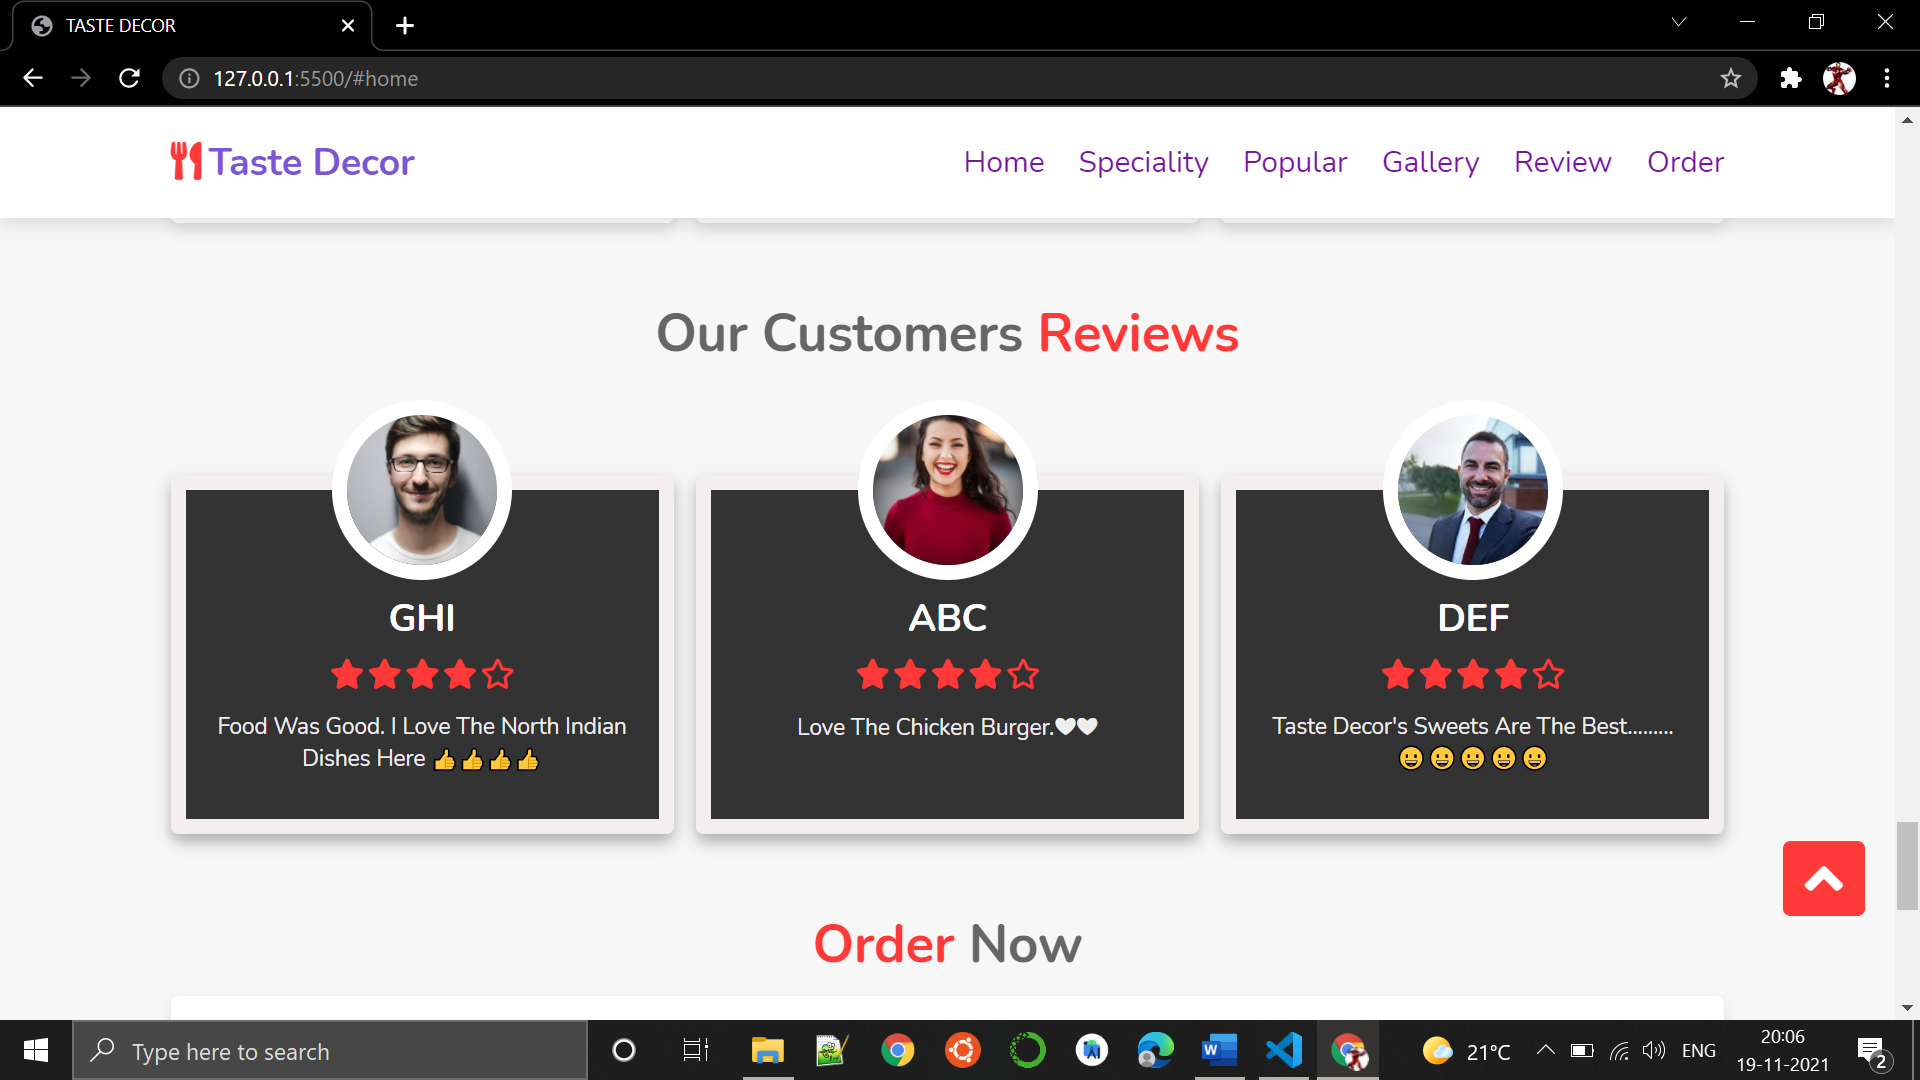 TASTE DECOR
127.0.0.1:5500/#home
Taste Decor
Home Speciality Popular Gallery Review Order
Our Customers Reviews
GHI
Food Was Good. I Love The North Indian
Dishes Here 👍👍👍👍
ABC
Love The Chicken Burger.🤍🤍
DEF
Taste Decor's Sweets Are The Best.........
😀😀😀😀😀
Order Now
Type here to search
21°C
ENG
20:06
19-11-2021
2